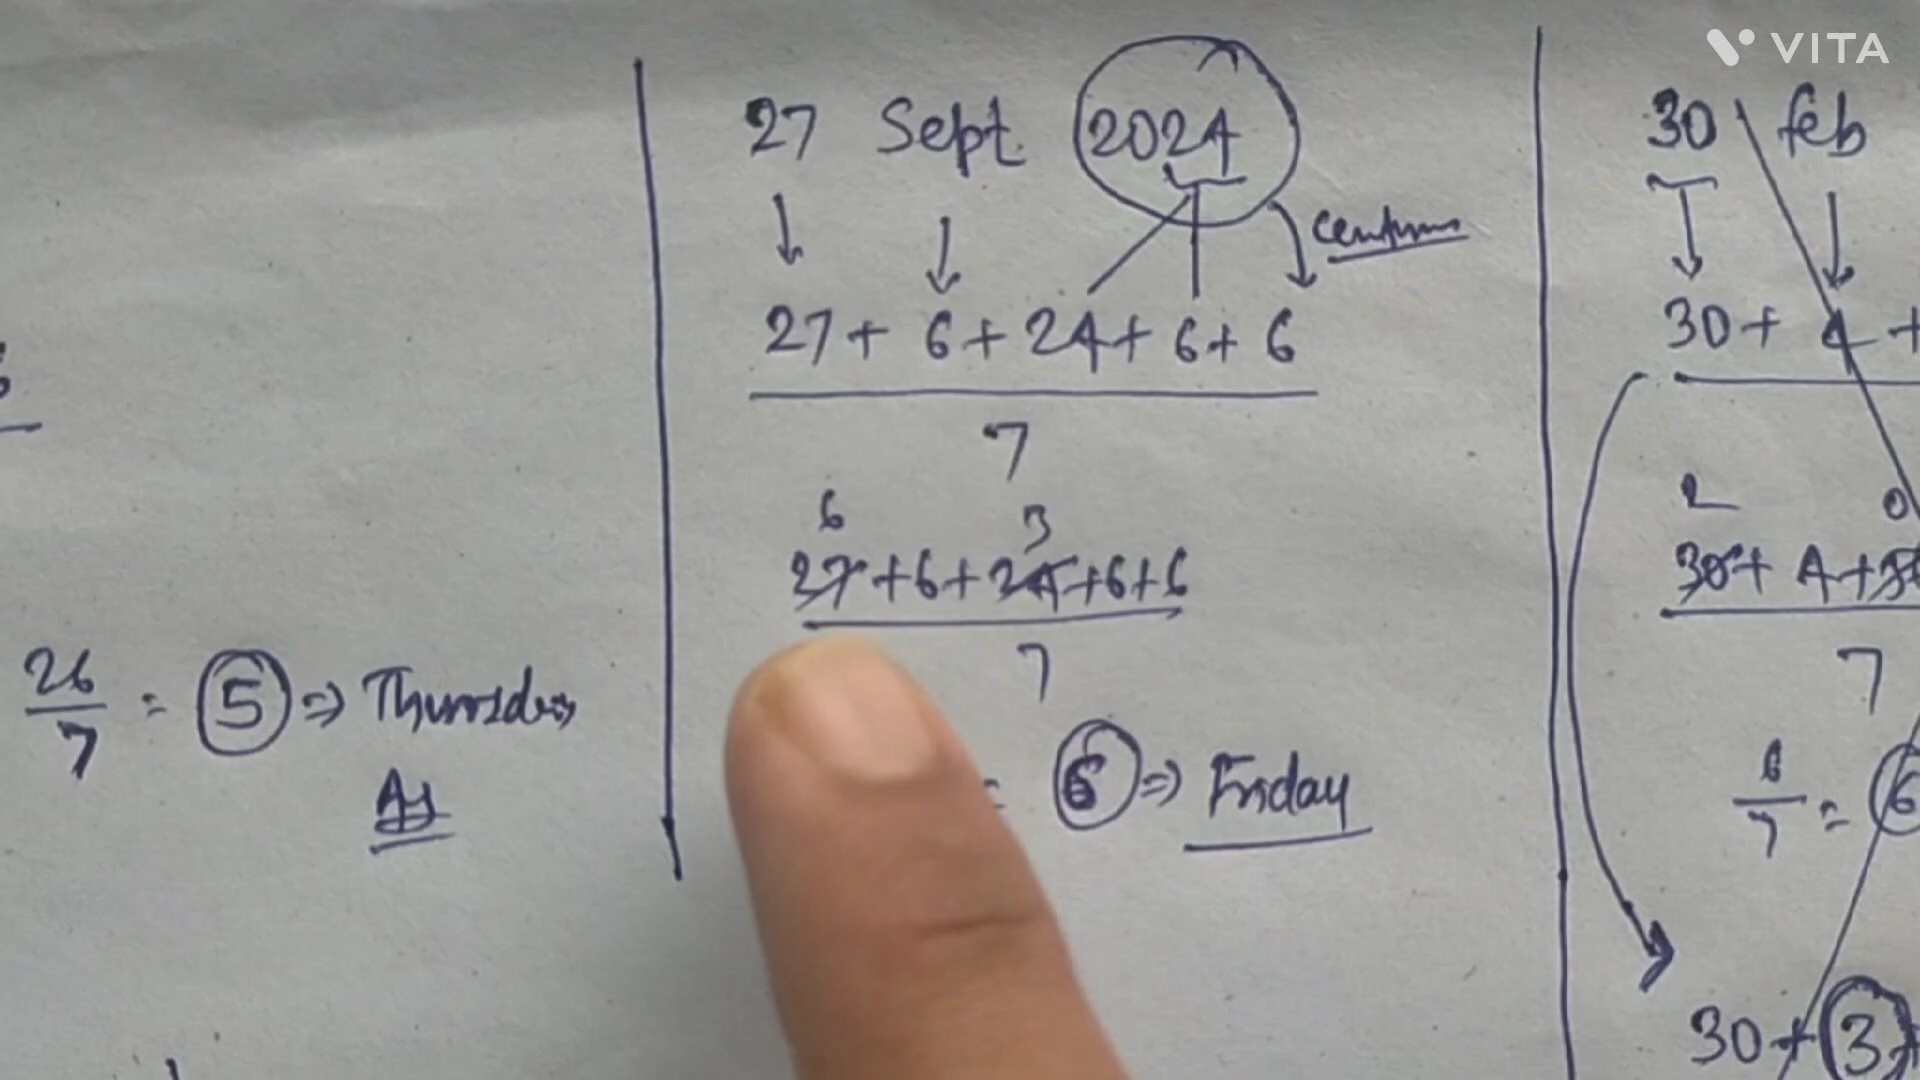 VITA
26/7 = 5 => Thursday
27 Sept 2024
27 + 6 + 24 + 6 + 6
7
6 3
27 + 6 + 24 + 6 + 6
7
= 6 => Friday
30 feb
30 + 4 +
2 0
30 + 4 +
7
6/7 = 6
30 + 3 +